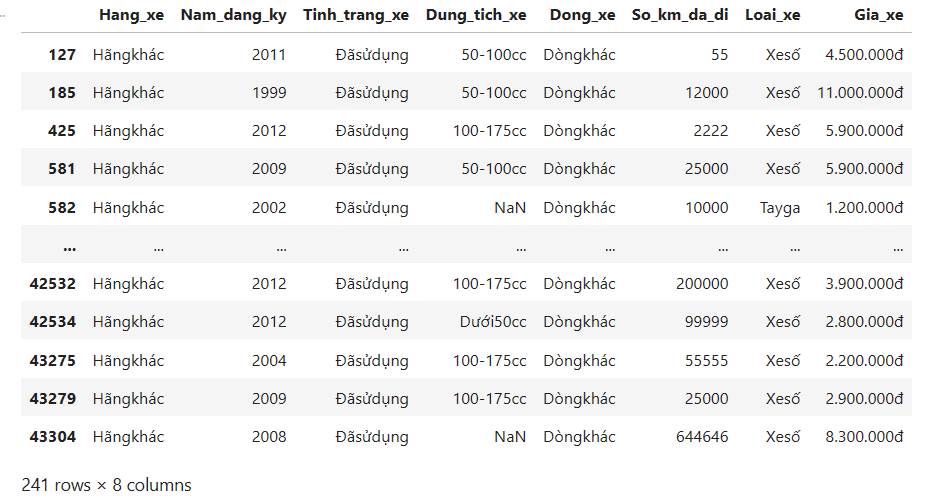 Hang_xe Nam_dang_ky Tinh_trang_xe Dung_tich_xe Dong_xe So_km_da_di Loai_xe Gia_xe
127 Hãngkhác 2011 Đãsửdụng 50-100cc Dòngkhác 55 Xesố 4.500.000đ
185 Hãngkhác 1999 Đãsửdụng 50-100cc Dòngkhác 12000 Xesố 11.000.000đ
425 Hãngkhác 2012 Đãsửdụng 100-175cc Dòngkhác 2222 Xesố 5.900.000đ
581 Hãngkhác 2009 Đãsửdụng 50-100cc Dòngkhác 25000 Xesố 5.900.000đ
582 Hãngkhác 2002 Đãsửdụng NaN Dòngkhác 10000 Tayga 1.200.000đ
... ... ... ... ... ... ... ... ...
42532 Hãngkhác 2012 Đãsửdụng 100-175cc Dòngkhác 200000 Xesố 3.900.000đ
42534 Hãngkhác 2012 Đãsửdụng Dưới50cc Dòngkhác 99999 Xesố 2.800.000đ
43275 Hãngkhác 2004 Đãsửdụng 100-175cc Dòngkhác 55555 Xesố 2.200.000đ
43279 Hãngkhác 2009 Đãsửdụng 100-175cc Dòngkhác 25000 Xesố 2.900.000đ
43304 Hãngkhác 2008 Đãsửdụng NaN Dòngkhác 644646 Xesố 8.300.000đ
241 rows × 8 columns